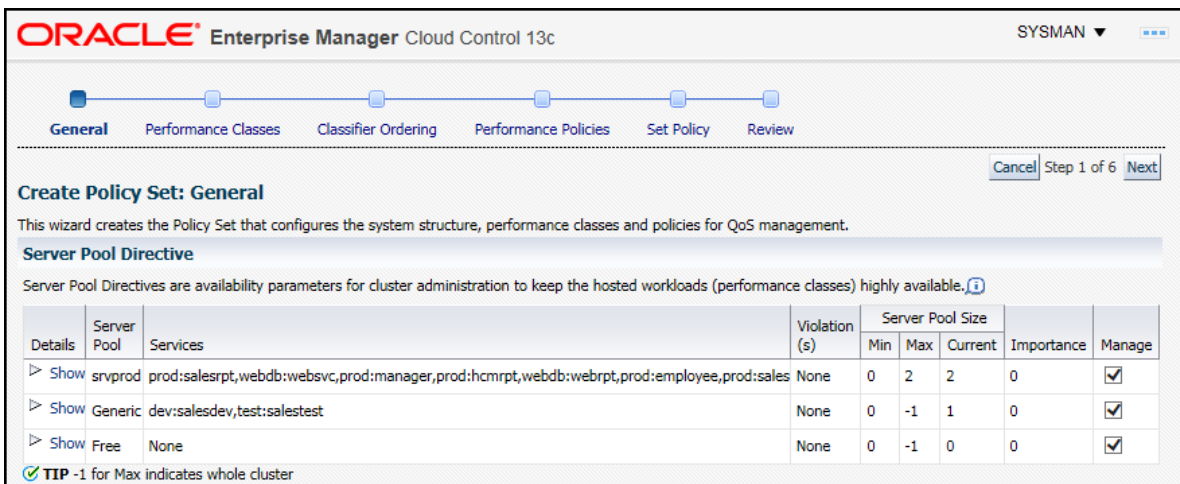 ORACLE® Enterprise Manager Cloud Control 13c SYSMAN ▼
General Performance Classes Classifier Ordering Performance Policies Set Policy Review
Cancel Step 1 of 6 Next
Create Policy Set: General
This wizard creates the Policy Set that configures the system structure, performance classes and policies for QoS management.
Server Pool Directive
Server Pool Directives are availability parameters for cluster administration to keep the hosted workloads (performance classes) highly available.
Details Server Pool Services Violation (s) Server Pool Size Min Max Current Importance Manage
Show srvprod prod:salesrpt,webdb:websvc,prod:manager,prod:hcmrpt,webdb:webrpt,prod:employee,prod:sales None 0 2 2 0
Show Generic dev:salesdev,test:salestest None 0 -1 1 0
Show Free None None 0 -1 0 0
TIP -1 for Max indicates whole cluster